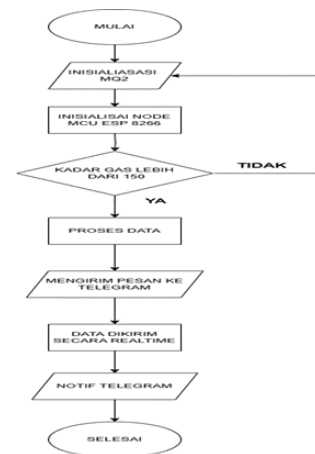 MULAI
INISIALIASASI
MQ2
INISIALISAI NODE
MCU ESP 8266
KADAR GAS LEBIH
DARI 150
TIDAK
YA
PROSES DATA
MENGIRIM PESAN KE
TELEGRAM
DATA DIKIRIM
SECARA REALTIME
NOTIF TELEGRAM
SELESAI